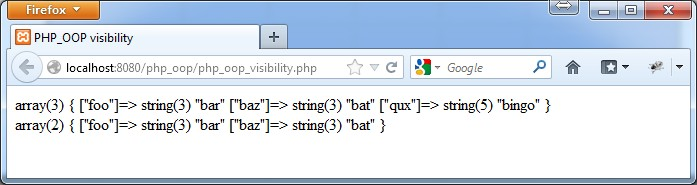 Firefox
PHP_OOP visibility
localhost:8080/php_oop/php_oop_visibility.php
Google
array(3) { ["foo"]=> string(3) "bar" ["baz"]=> string(3) "bat" ["qux"]=> string(5) "bingo" }
array(2) { ["foo"]=> string(3) "bar" ["baz"]=> string(3) "bat" }